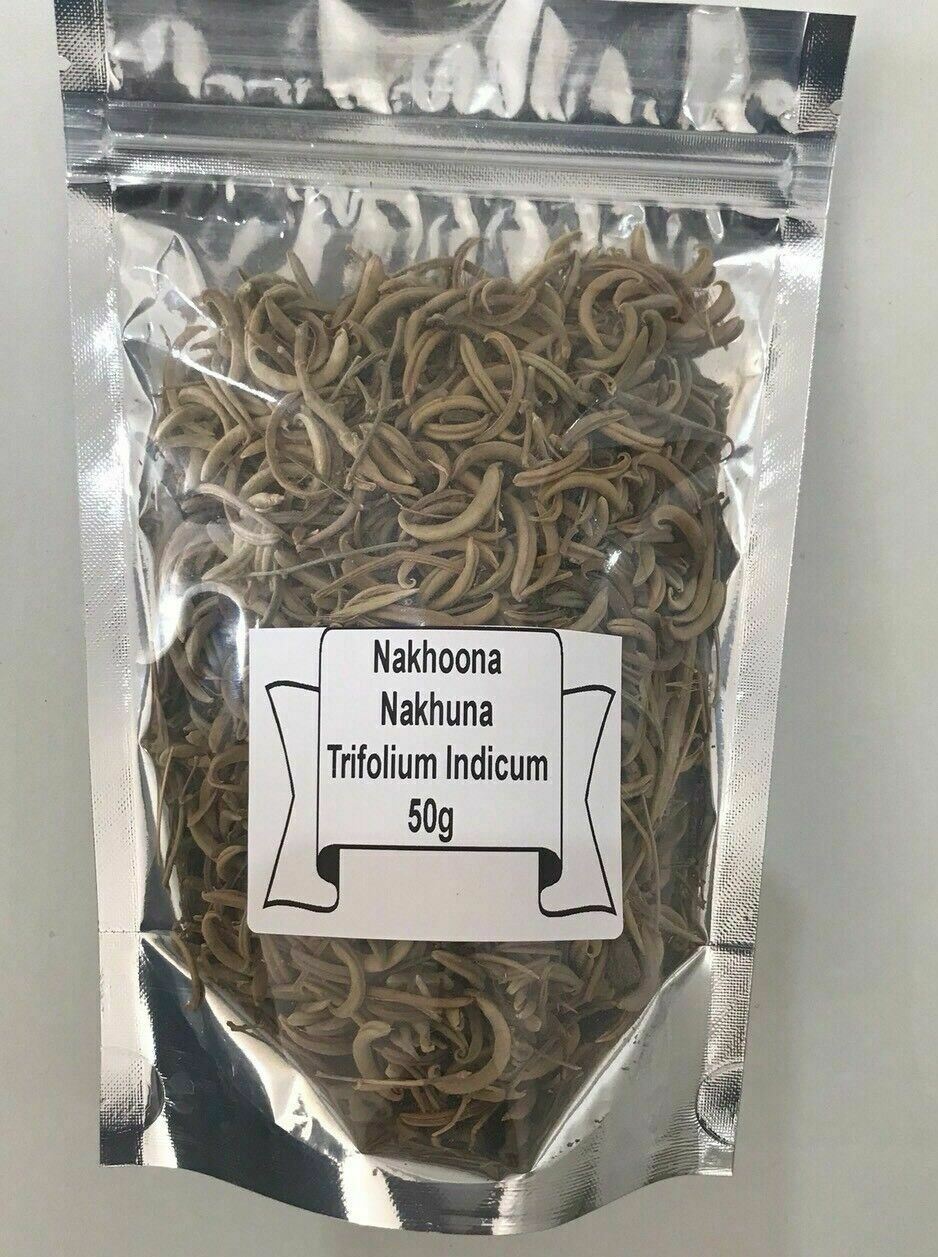 Nakhoona
Nakhuna
Trifolium Indicum
50g